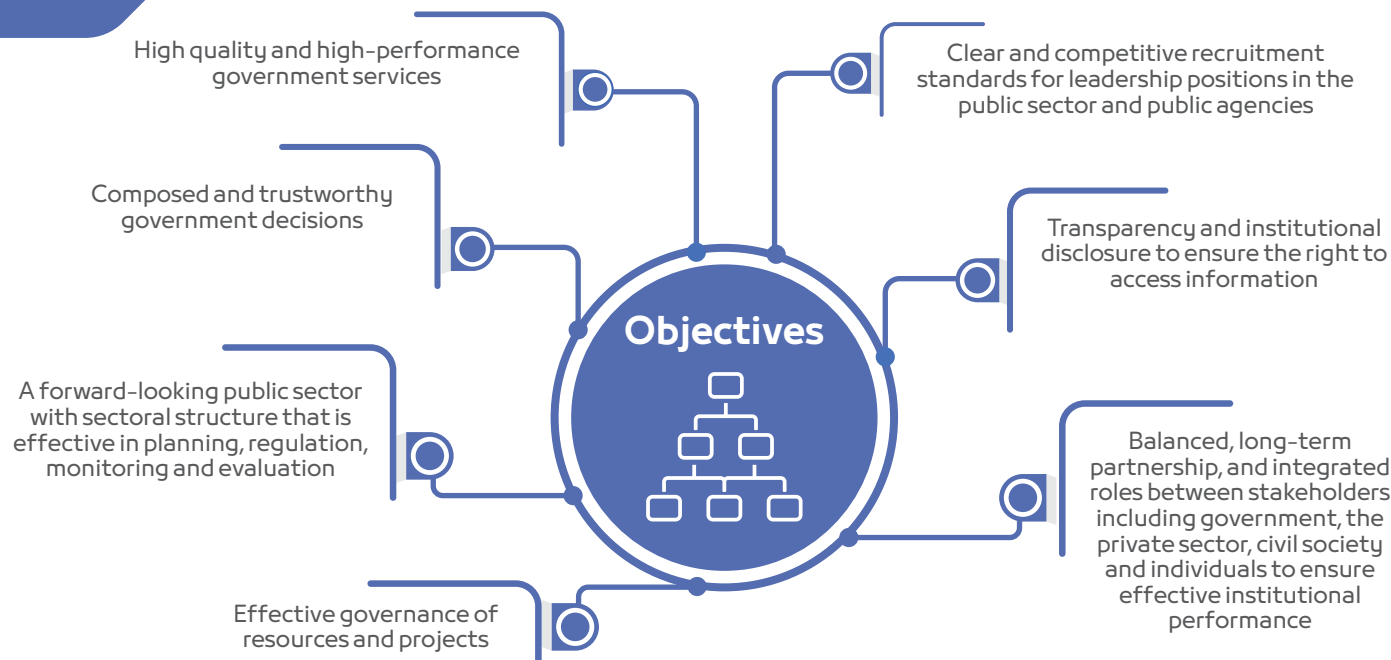 High quality and high-performance
government services
Clear and competitive recruitment
standards for leadership positions in the
public sector and public agencies
Composed and trustworthy
government decisions
Transparency and institutional
disclosure to ensure the right to
access information
Objectives
A forward-looking public sector
with sectoral structure that is
effective in planning, regulation,
monitoring and evaluation
Balanced, long-term
partnership, and integrated
roles between stakeholders
including government, the
private sector, civil society
and individuals to ensure
effective institutional
performance
Effective governance of
resources and projects